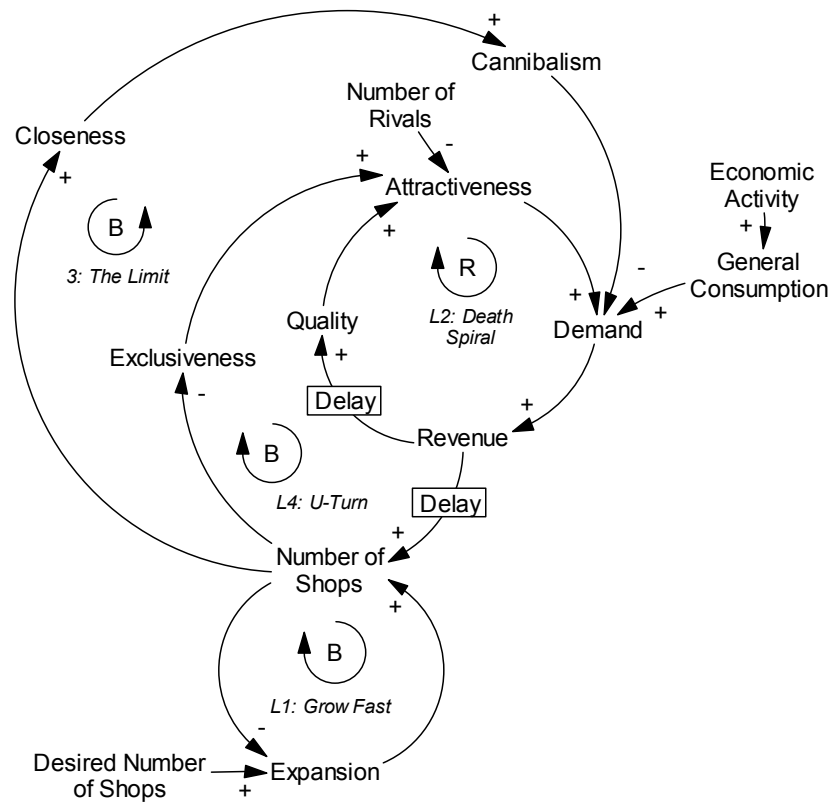 +
Cannibalism
Number of
Rivals
-
Closeness
+
+
Attractiveness
+
Economic
Activity
+
General
Consumption
B
3: The Limit
R
L2: Death
Spiral
-
+
+
Quality
Demand
Exclusiveness
+
-
Delay
+
Revenue
B
L4: U-Turn
Delay
+
Number of
Shops
+
B
L1: Grow Fast
-
Desired Number
of Shops
+
Expansion